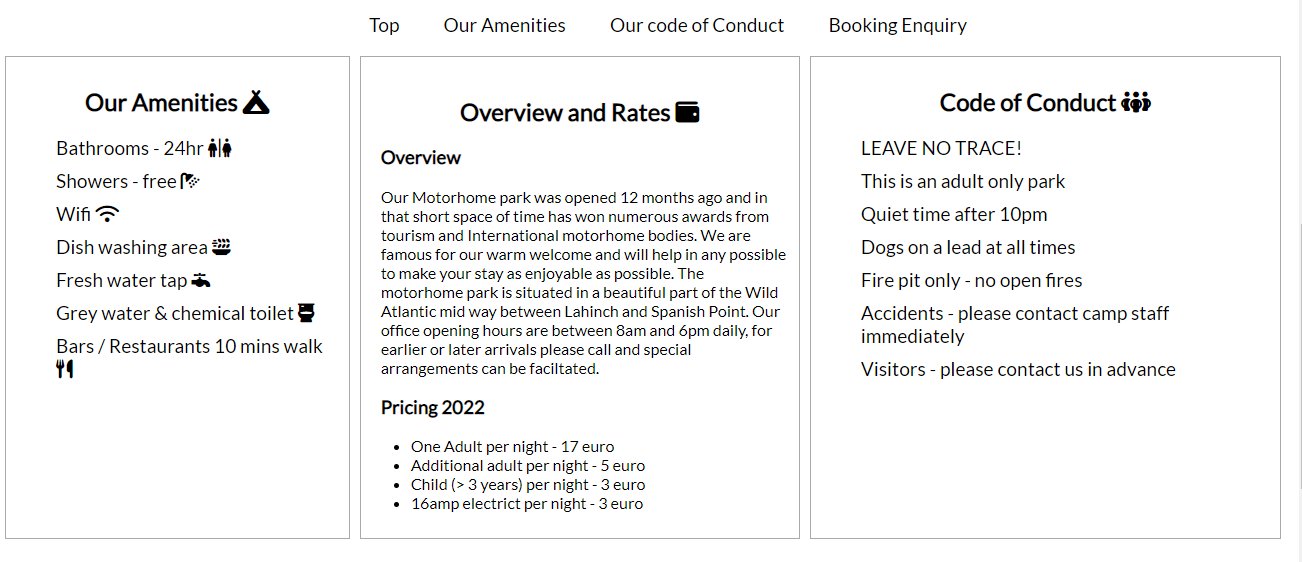 Top Our Amenities Our code of Conduct Booking Enquiry
Our Amenities
Bathrooms - 24hr
Showers - free
Wifi
Dish washing area
Fresh water tap
Grey water & chemical toilet
Bars / Restaurants 10 mins walk
Overview and Rates
Overview
Our Motorhome park was opened 12 months ago and in
that short space of time has won numerous awards from
tourism and International motorhome bodies. We are
famous for our warm welcome and will help in any possible
to make your stay as enjoyable as possible. The
motorhome park is situated in a beautiful part of the Wild
Atlantic mid way between Lahinch and Spanish Point. Our
office opening hours are between 8am and 6pm daily, for
earlier or later arrivals please call and special
arrangements can be faciltated.
Pricing 2022
• One Adult per night - 17 euro
• Additional adult per night - 5 euro
• Child (> 3 years) per night - 3 euro
• 16amp electrict per night - 3 euro
Code of Conduct
LEAVE NO TRACE!
This is an adult only park
Quiet time after 10pm
Dogs on a lead at all times
Fire pit only - no open fires
Accidents - please contact camp staff
immediately
Visitors - please contact us in advance